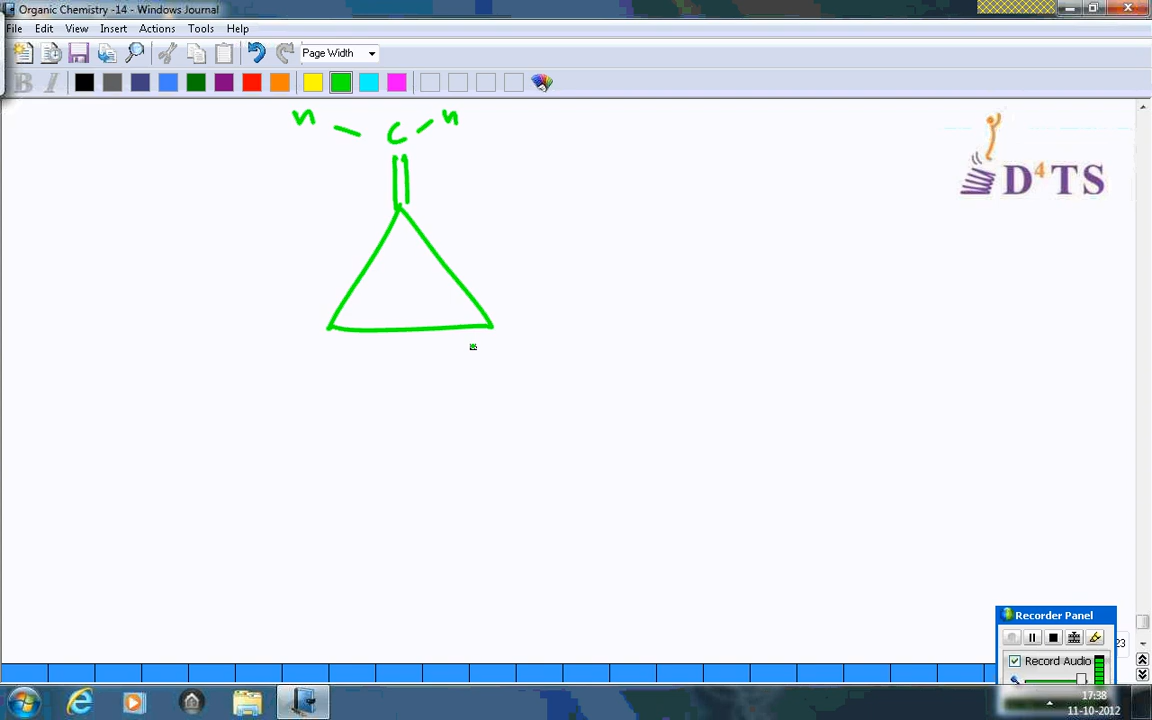 Organic Chemistry -14 - Windows Journal
File Edit View Insert Actions Tools Help
Page Width
B I
H C H
D4TS
Recorder Panel
23
Record Audio
17:38
11-10-2012